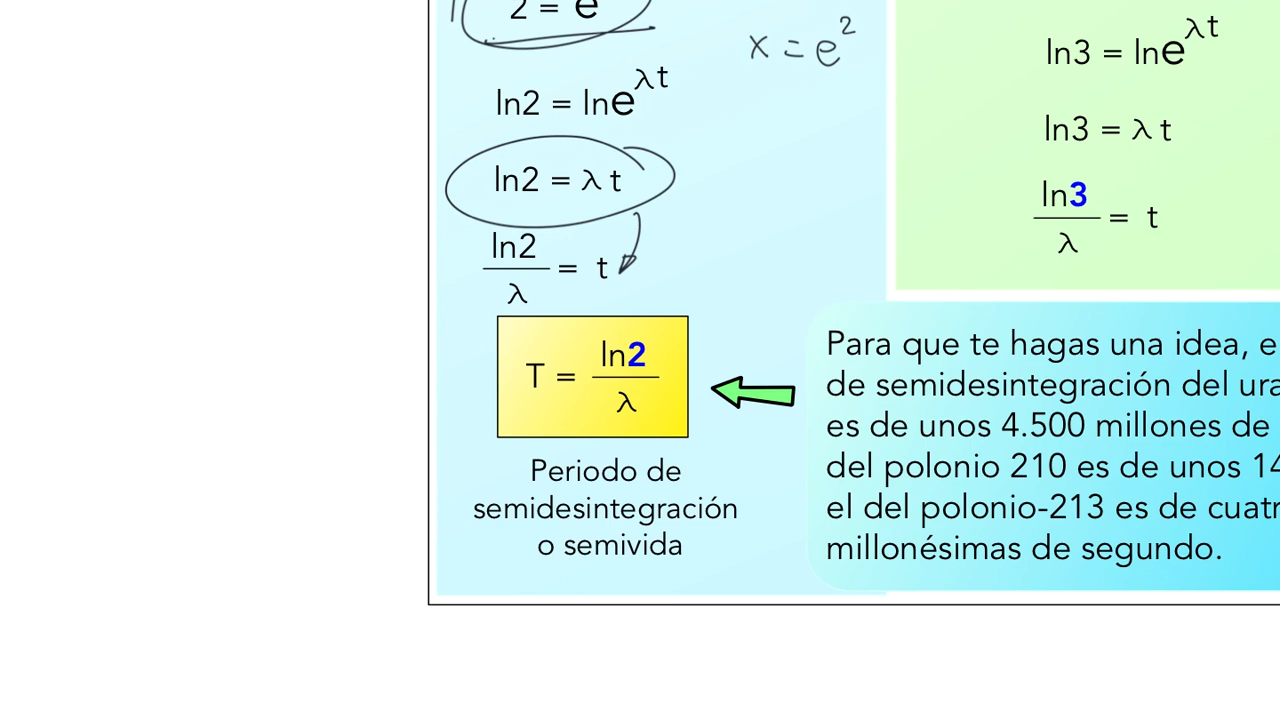 2 = e
x = e²
ln2 = lne^λt
ln2 = λ t
ln2
λ
= t
T = ln2
λ
Periodo de
semidesintegración
o semivida
ln3 = lne^λt
ln3 = λ t
ln3
λ
= t
Para que te hagas una idea, e
de semidesintegración del ura
es de unos 4.500 millones de
del polonio 210 es de unos 14
el del polonio-213 es de cuatr
millonésimas de segundo.